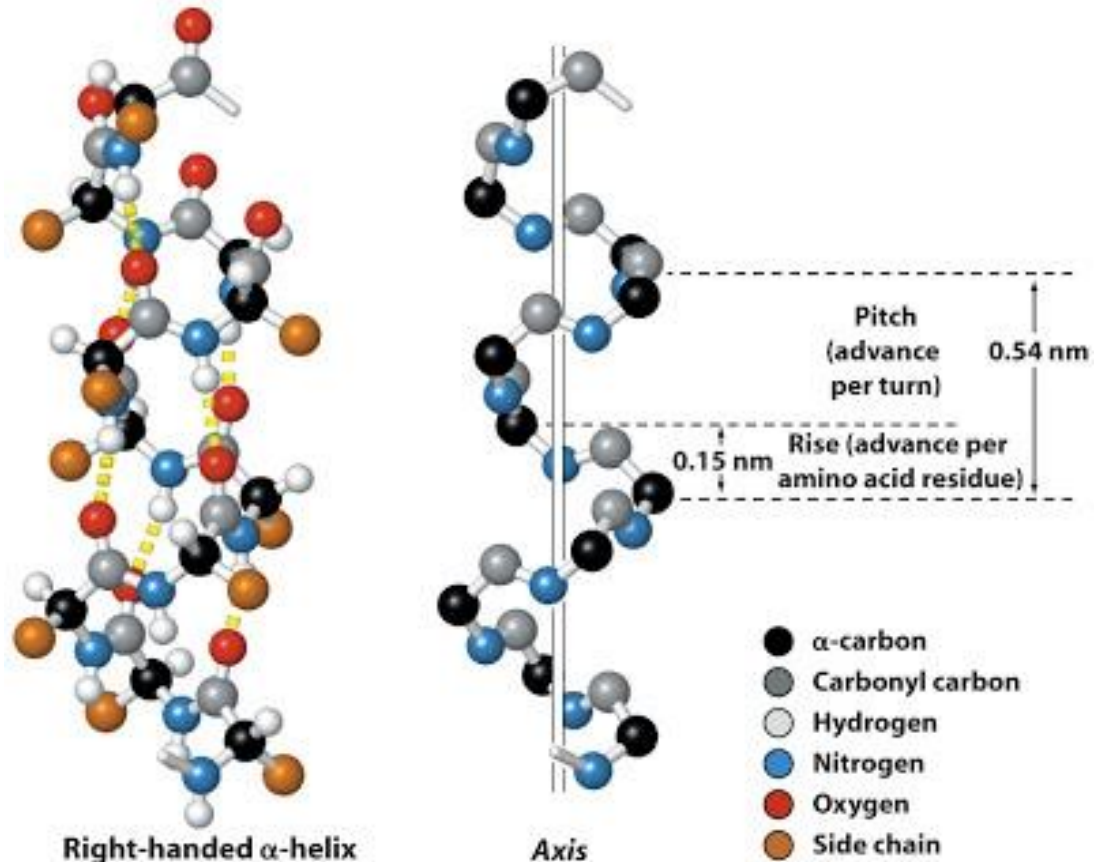 Pitch
(advance
per turn)
0.54 nm
0.15 nm
Rise (advance per
amino acid residue)
α-carbon
Carbonyl carbon
Hydrogen
Nitrogen
Oxygen
Side chain
Right-handed α-helix
Axis